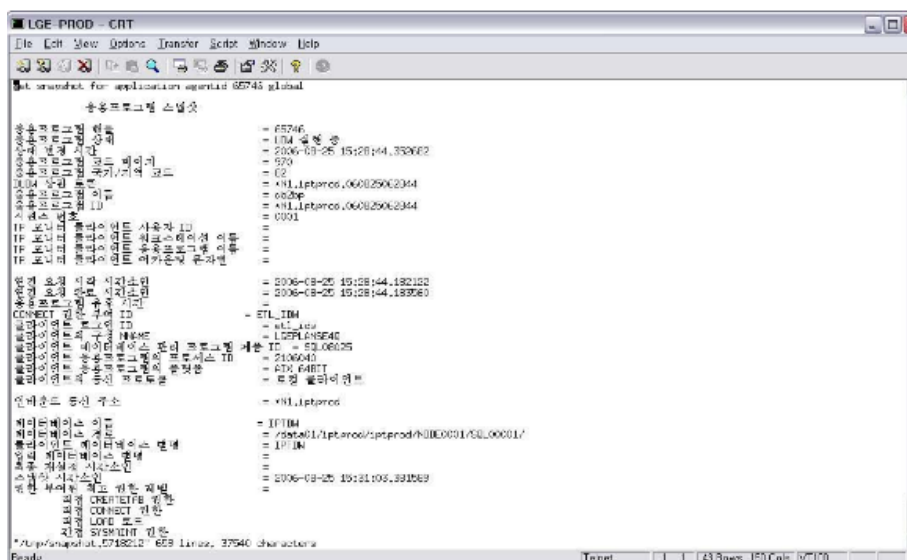 LGE-PROD - CRT
File Edit View Options Transfer Script Window Help
Get snapshot for application agentid 65746 global
응용프로그램 스냅샷
응용프로그램 핸들 = 65746
응용프로그램 상태 = UOW 실행 중
상태 변경 시간 = 2006-08-25 15:28:44.352682
응용프로그램 코드 페이지 = 970
응용프로그램 국가/지역 코드 = 82
DUOW 상관 토큰 = *N1.iptprod.060825062844
응용프로그램 이름 = db2bp
응용프로그램 ID = *N1.iptprod.060825062844
시퀀스 번호 = 0001
TP 모니터 클라이언트 사용자 ID =
TP 모니터 클라이언트 워크스테이션 이름 =
TP 모니터 클라이언트 응용프로그램 이름 =
TP 모니터 클라이언트 어카운팅 문자열 =
연결 요청 시작 시간소인 = 2006-08-25 15:28:44.182122
연결 요청 완료 시간소인 = 2006-08-25 15:28:44.183560
응용프로그램 유휴 시간 =
CONNECT 권한 부여 ID = ETL_IDW
클라이언트 로그인 ID = etl_idw
클라이언트의 구성 NNAME = LGEPLANSE40
클라이언트 데이터베이스 관리 프로그램 제품 ID = SQL08025
클라이언트 응용프로그램의 프로세스 ID = 2106040
클라이언트 응용프로그램의 플랫폼 = AIX 64BIT
클라이언트의 통신 프로토콜 = 로컬 클라이언트
인바운드 통신 주소 = *N1.iptprod
데이터베이스 이름 = IPTDW
데이터베이스 경로 = /data01/iptprod/iptprod/NODE0001/SQL00001/
클라이언트 데이터베이스 별명 = IPTDW
입력 데이터베이스 별명 =
최종 재설정 시간소인 =
스냅샷 시간소인 = 2006-08-25 15:31:03.391589
권한 부여된 최고 권한 레벨 =
직접 CREATETAB 권한
직접 CONNECT 권한
직접 LOAD 권한
간접 SYSMAINT 권한
"/tmp/snapshot.5718212" 659 lines, 37540 characters
Ready
Telnet
43 Rows, 150 Cols
VT100